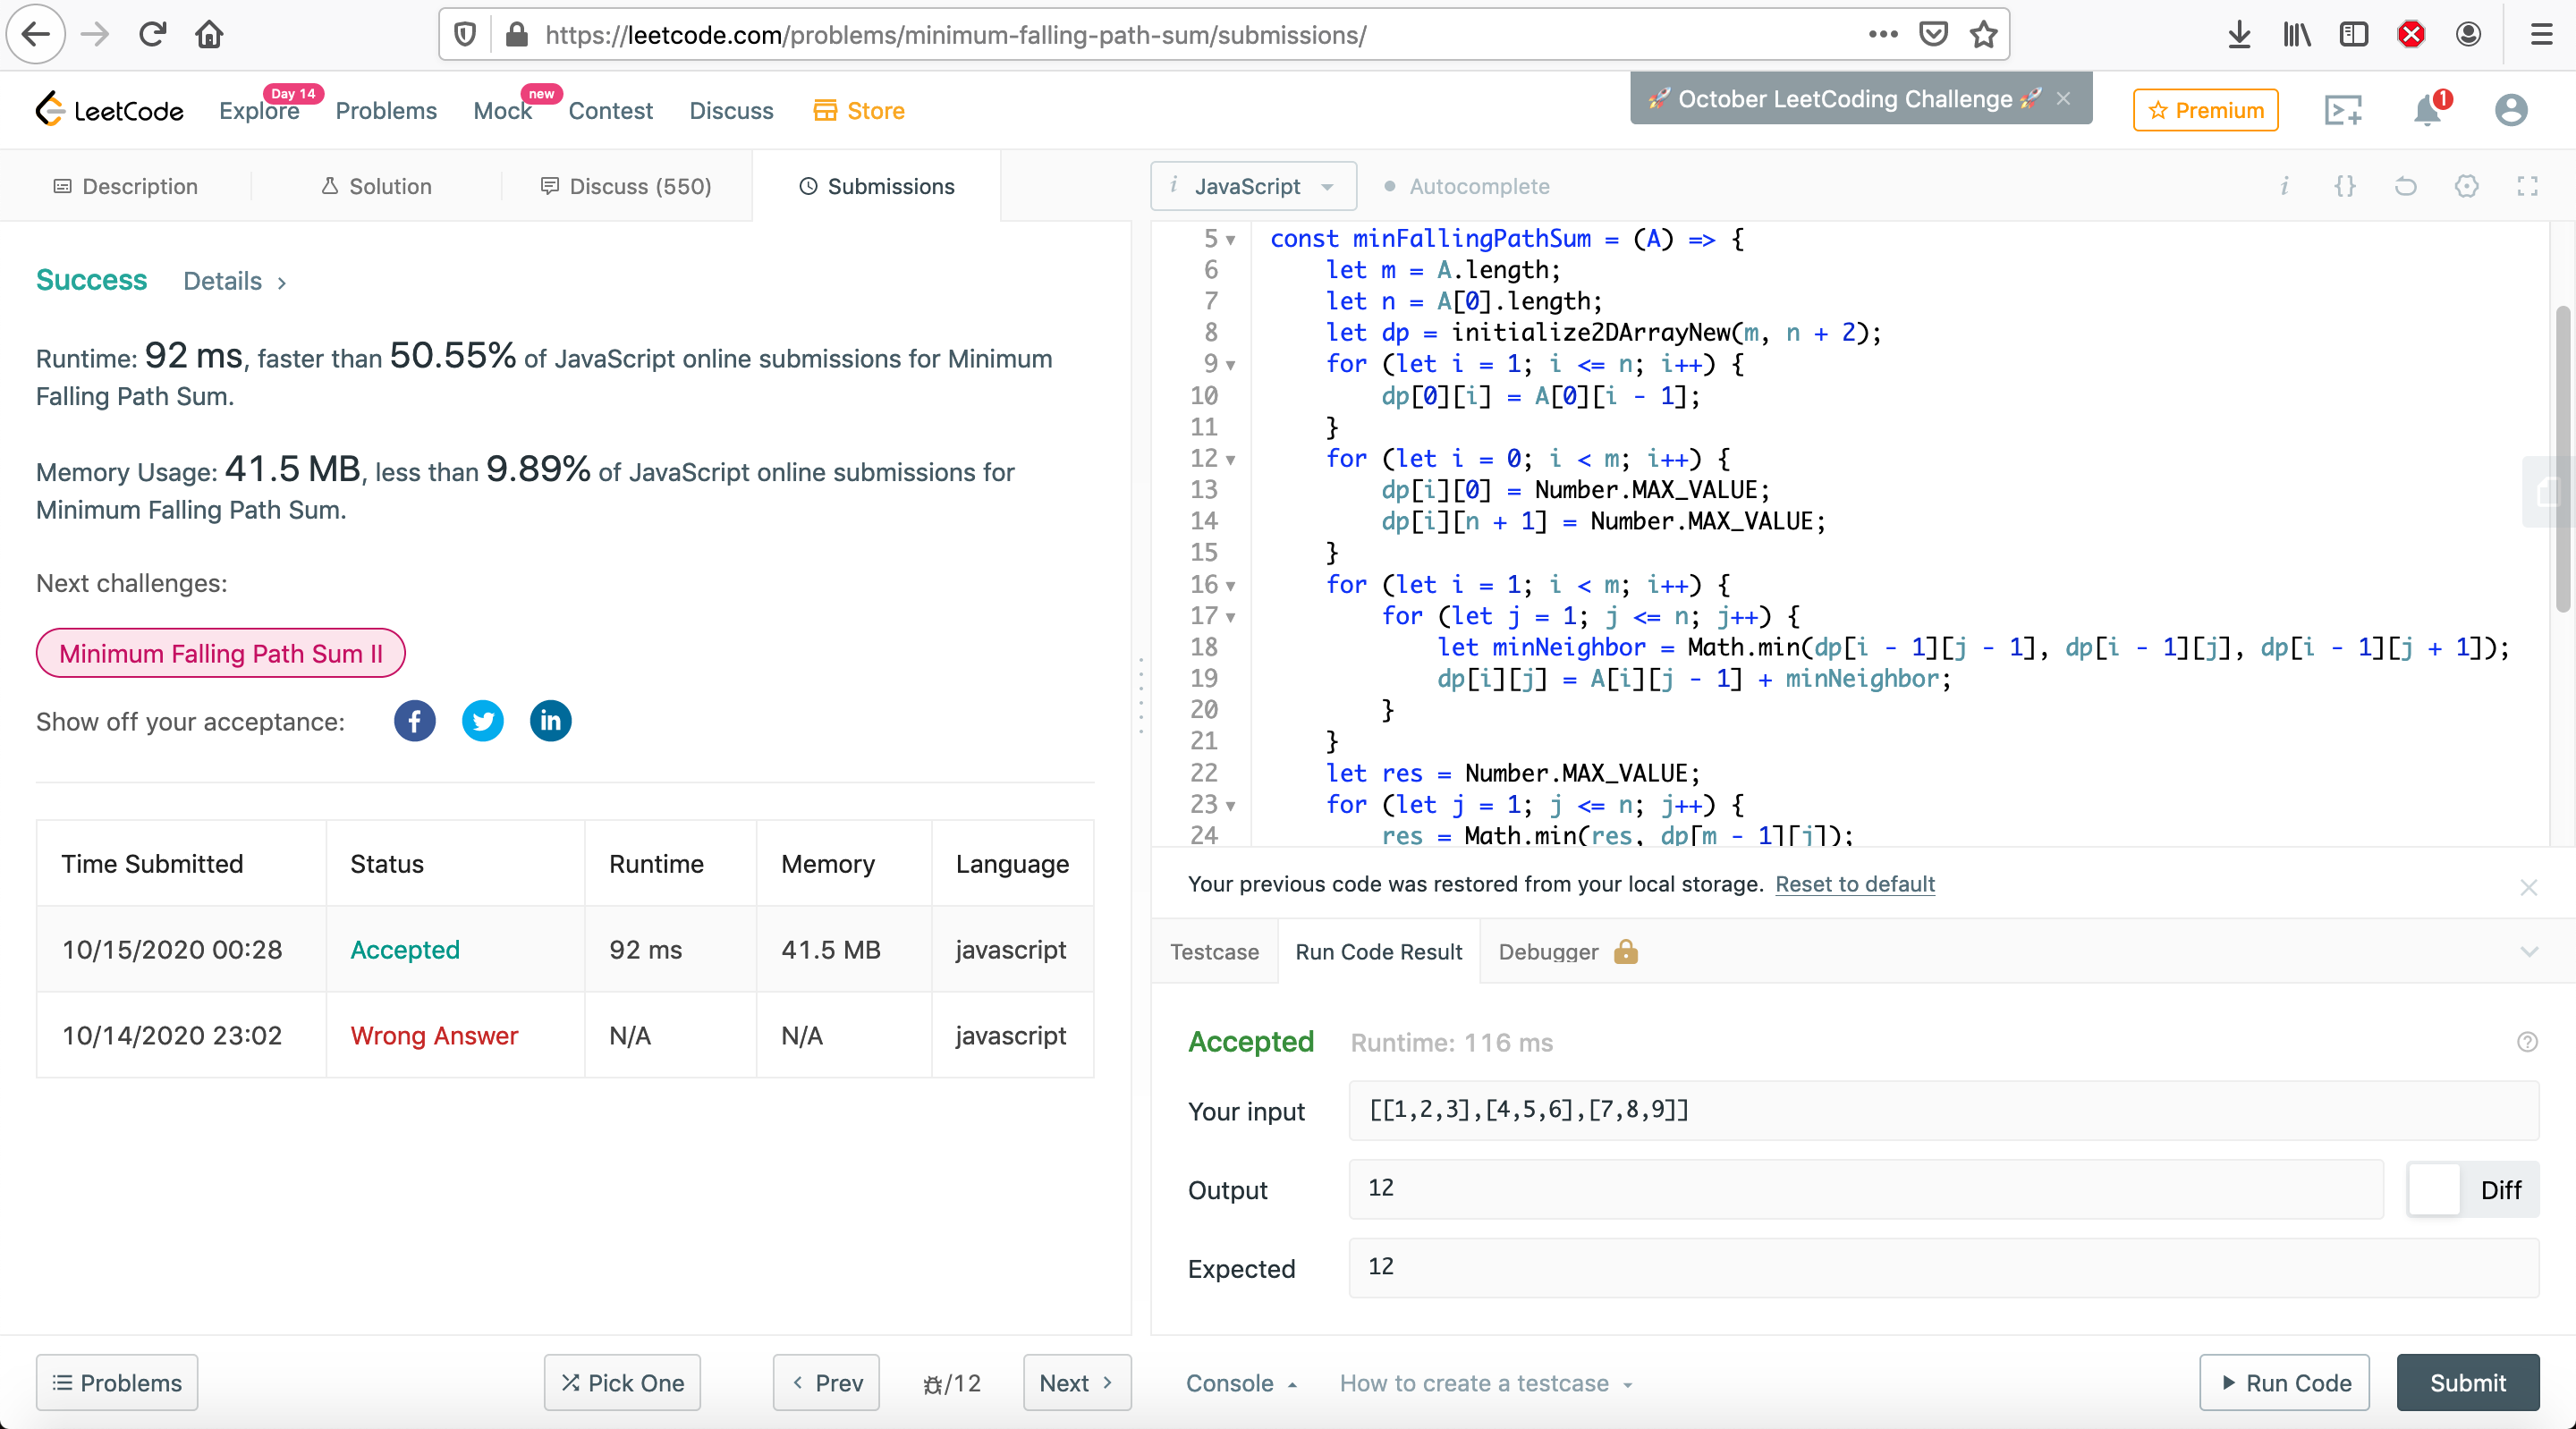 https://leetcode.com/problems/minimum-falling-path-sum/submissions/
LeetCode
Explore
Day 14
Problems
Mock
new
Contest
Discuss
Store
🚀 October LeetCoding Challenge 🚀
Premium
1
Description
Solution
Discuss (550)
Submissions
i JavaScript
Autocomplete
i {}
Success
Details >
Runtime: 92 ms, faster than 50.55% of JavaScript online submissions for Minimum
Falling Path Sum.
Memory Usage: 41.5 MB, less than 9.89% of JavaScript online submissions for
Minimum Falling Path Sum.
Next challenges:
Minimum Falling Path Sum II
Show off your acceptance:
f
in
Time Submitted Status Runtime Memory Language
10/15/2020 00:28 Accepted 92 ms 41.5 MB javascript
10/14/2020 23:02 Wrong Answer N/A N/A javascript
5 const minFallingPathSum = (A) => {
6 let m = A.length;
7 let n = A[0].length;
8 let dp = initialize2DArrayNew(m, n + 2);
9 for (let i = 1; i <= n; i++) {
10 dp[0][i] = A[0][i - 1];
11 }
12 for (let i = 0; i < m; i++) {
13 dp[i][0] = Number.MAX_VALUE;
14 dp[i][n + 1] = Number.MAX_VALUE;
15 }
16 for (let i = 1; i < m; i++) {
17 for (let j = 1; j <= n; j++) {
18 let minNeighbor = Math.min(dp[i - 1][j - 1], dp[i - 1][j], dp[i - 1][j + 1]);
19 dp[i][j] = A[i][j - 1] + minNeighbor;
20 }
21 }
22 let res = Number.MAX_VALUE;
23 for (let j = 1; j <= n; j++) {
24 res = Math.min(res, dp[m - 1][j]);
Your previous code was restored from your local storage. Reset to default
Testcase
Run Code Result
Debugger
Accepted Runtime: 116 ms
Your input
[[1,2,3],[4,5,6],[7,8,9]]
Output
12
Diff
Expected
12
Problems
Pick One
< Prev
/12
Next >
Console
How to create a testcase
Run Code
Submit